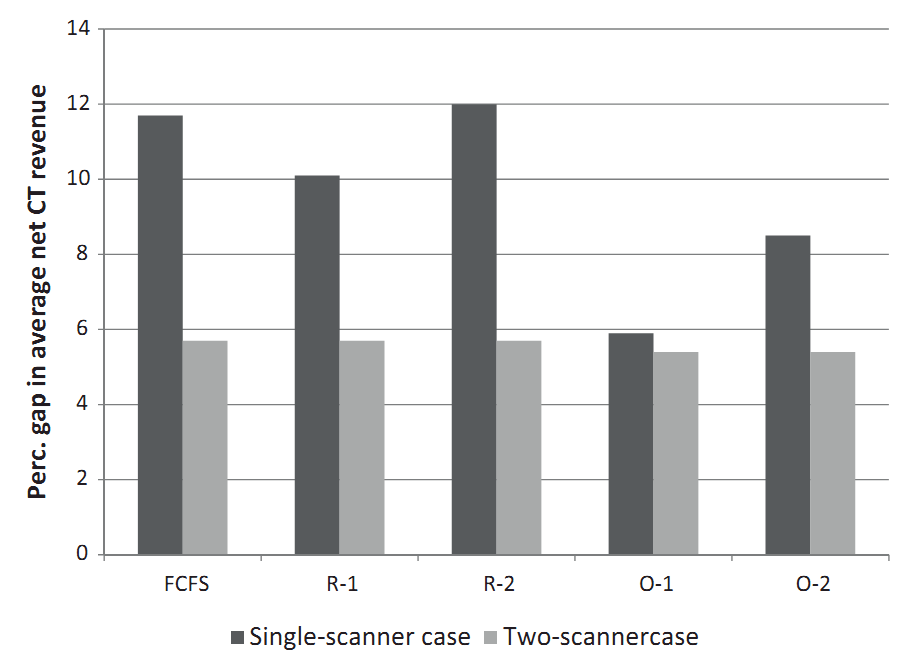 Perc. gap in average net CT revenue
14
12
10
8
6
4
2
0
FCFS R-1 R-2 O-1 O-2
Single-scanner case Two-scannercase